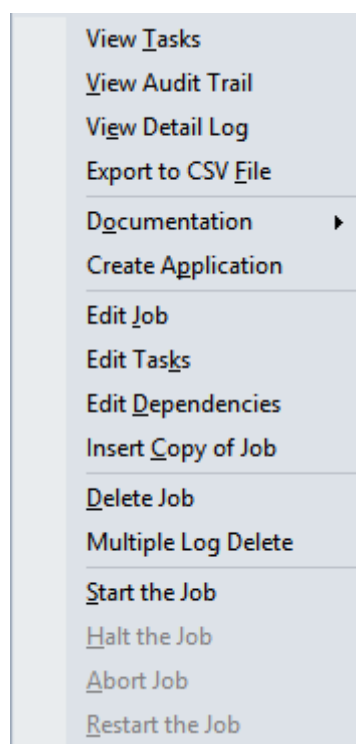 View Tasks
View Audit Trail
View Detail Log
Export to CSV File
Documentation
Create Application
Edit Job
Edit Tasks
Edit Dependencies
Insert Copy of Job
Delete Job
Multiple Log Delete
Start the Job
Halt the Job
Abort Job
Restart the Job